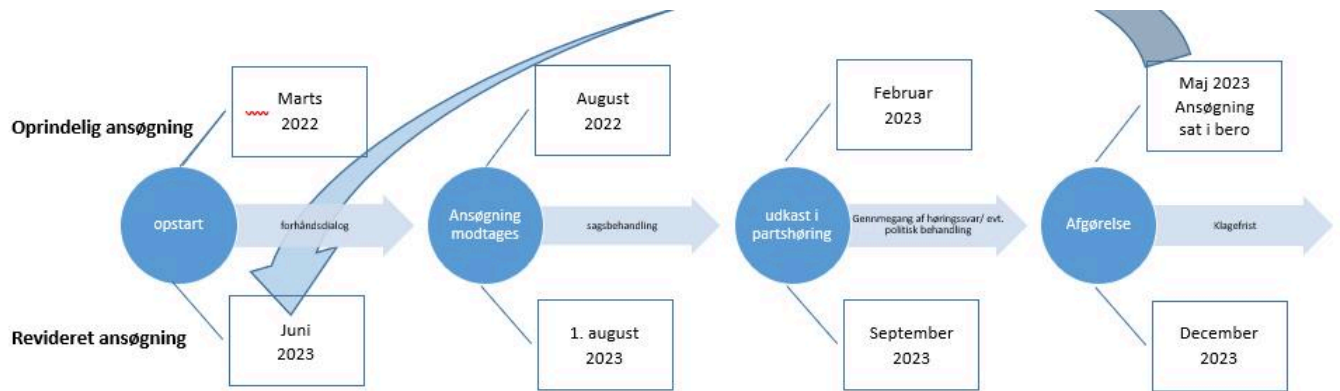 Oprindelig ansøgning
Marts
2022
August
2022
Februar
2023
Maj 2023
Ansøgning
sat i bero
opstart
forhåndsdialog
Ansøgning
modtages
sagsbehandling
udkast i
partshøring
Gennmegang af høringssvar/ evt.
politisk behandling
Afgørelse
Klagefrist
Revideret ansøgning
Juni
2023
1. august
2023
September
2023
December
2023